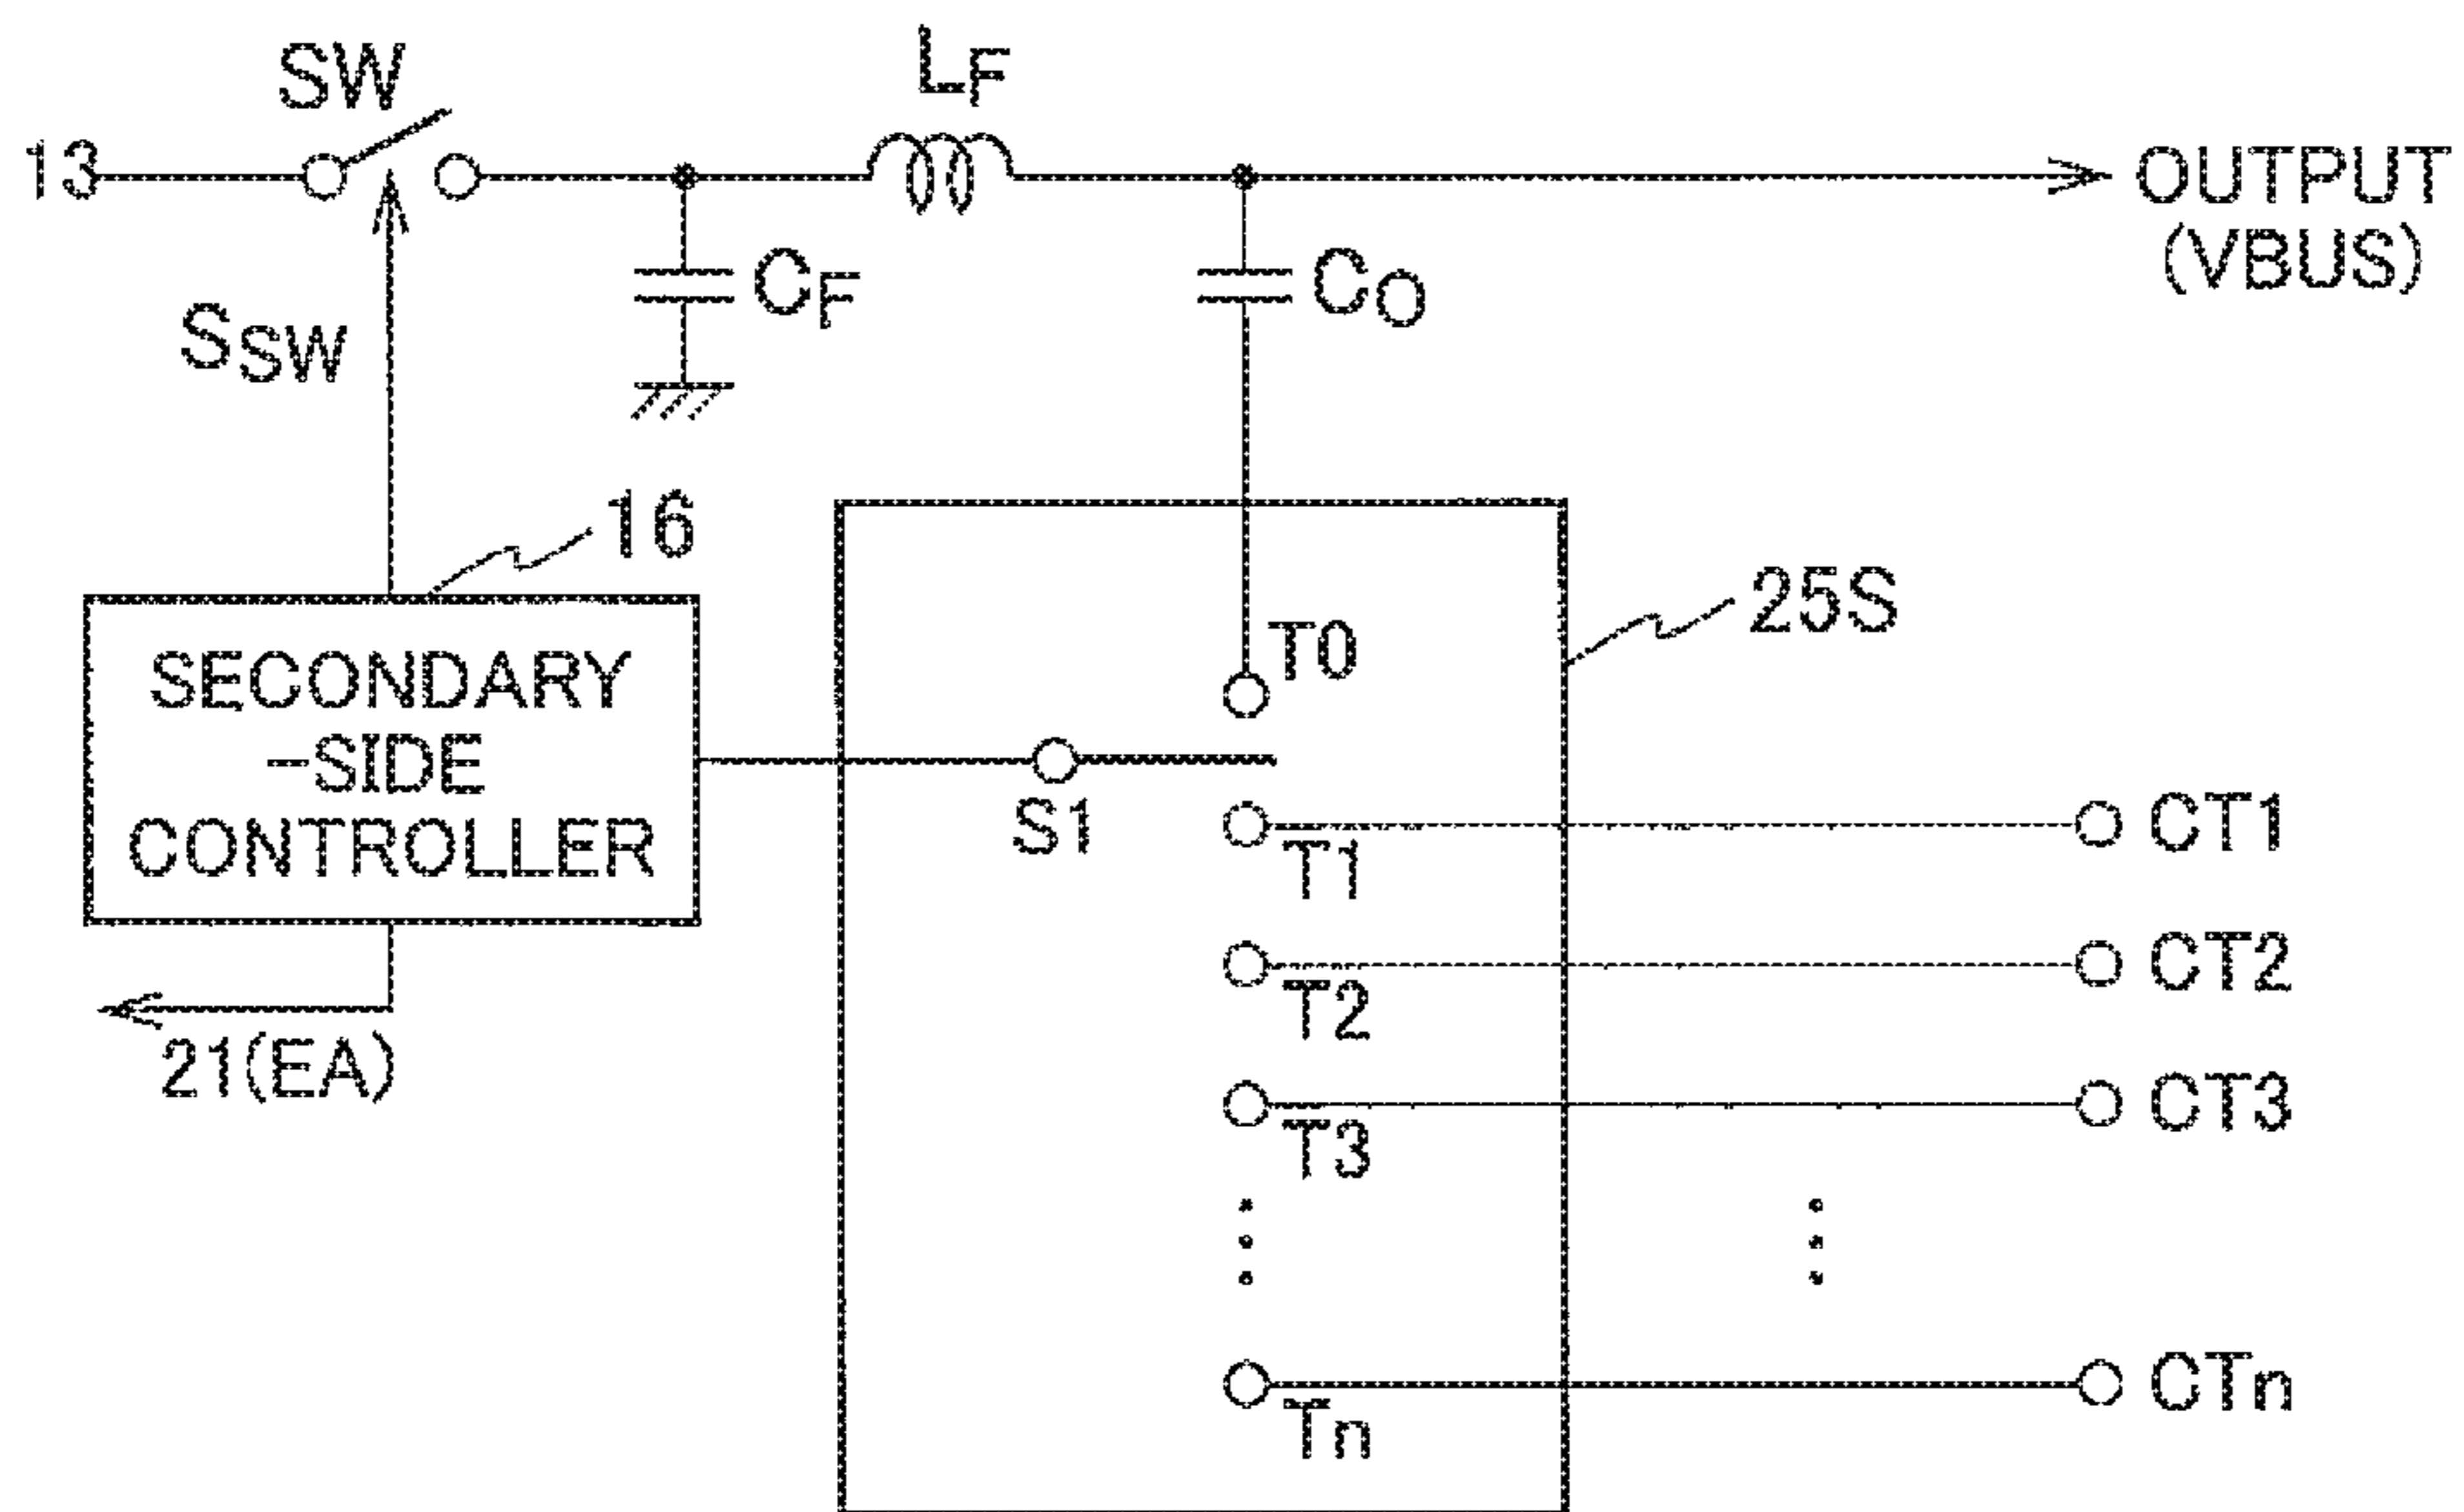 SW
LF
13
OUTPUT
(VBUS)
CF
CO
SSW
16
25S
SECONDARY
-SIDE
CONTROLLER
T0
S1
T1
CT1
T2
CT2
21(EA)
T3
CT3
Tn
CTn